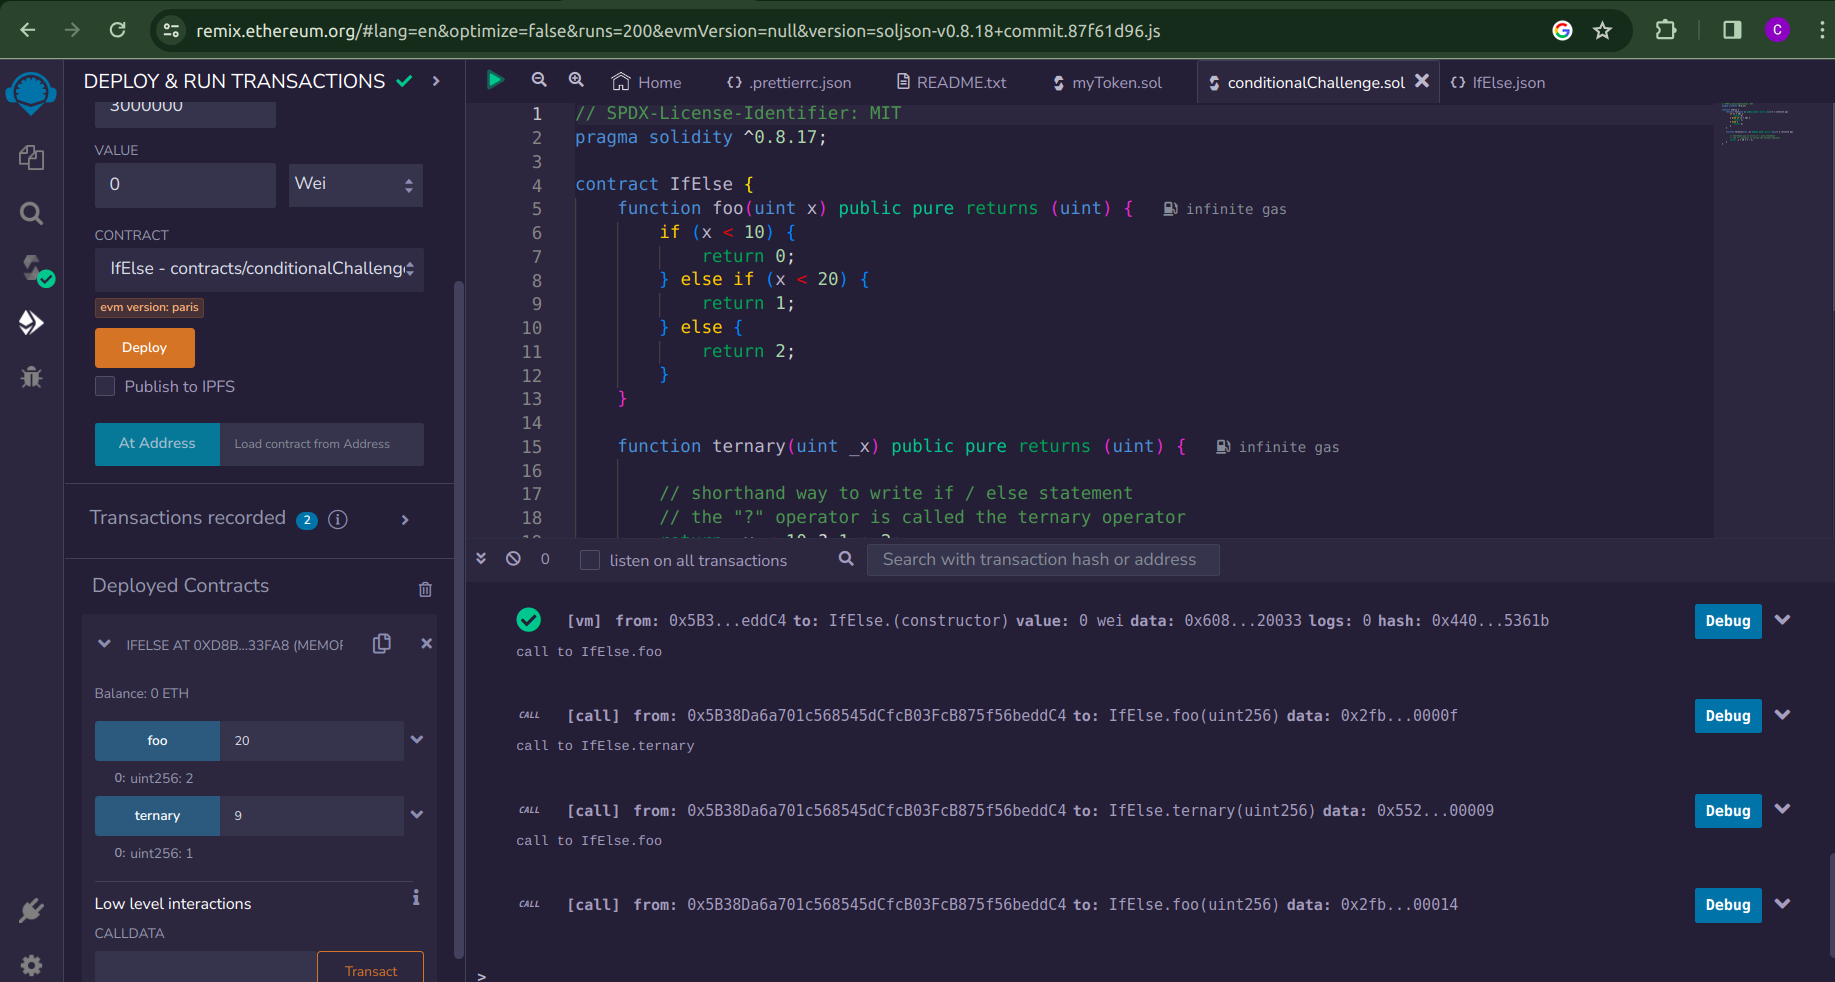 remix.ethereum.org/#lang=en&optimize=false&runs=200&evmVersion=null&version=soljson-v0.8.18+commit.87f61d96.js
C
DEPLOY & RUN TRANSACTIONS
3000000
VALUE
0
Wei
CONTRACT
IfElse - contracts/conditionalChalleng
evm version: paris
Deploy
Publish to IPFS
At Address
Load contract from Address
Transactions recorded 2 i
Deployed Contracts
IFELSE AT 0XD8B...33FA8 (MEMOR
Balance: 0 ETH
foo
20
0: uint256: 2
ternary
9
0: uint256: 1
Low level interactions
i
CALLDATA
Transact
Home
{} .prettierrc.json
README.txt
myToken.sol
conditionalChallenge.sol
{} IfElse.json
1 // SPDX-License-Identifier: MIT
2 pragma solidity ^0.8.17;
3
4 contract IfElse {
5 function foo(uint x) public pure returns (uint) { infinite gas
6 if (x < 10) {
7 return 0;
8 } else if (x < 20) {
9 return 1;
10 } else {
11 return 2;
12 }
13 }
14
15 function ternary(uint _x) public pure returns (uint) { infinite gas
16
17 // shorthand way to write if / else statement
18 // the "?" operator is called the ternary operator
0
listen on all transactions
Search with transaction hash or address
[vm] from: 0x5B3...eddC4 to: IfElse.(constructor) value: 0 wei data: 0x608...20033 logs: 0 hash: 0x440...5361b
Debug
call to IfElse.foo
CALL [call] from: 0x5B38Da6a701c568545dCfcB03FcB875f56beddC4 to: IfElse.foo(uint256) data: 0x2fb...0000f
Debug
call to IfElse.ternary
CALL [call] from: 0x5B38Da6a701c568545dCfcB03FcB875f56beddC4 to: IfElse.ternary(uint256) data: 0x552...00009
Debug
call to IfElse.foo
CALL [call] from: 0x5B38Da6a701c568545dCfcB03FcB875f56beddC4 to: IfElse.foo(uint256) data: 0x2fb...00014
Debug
>